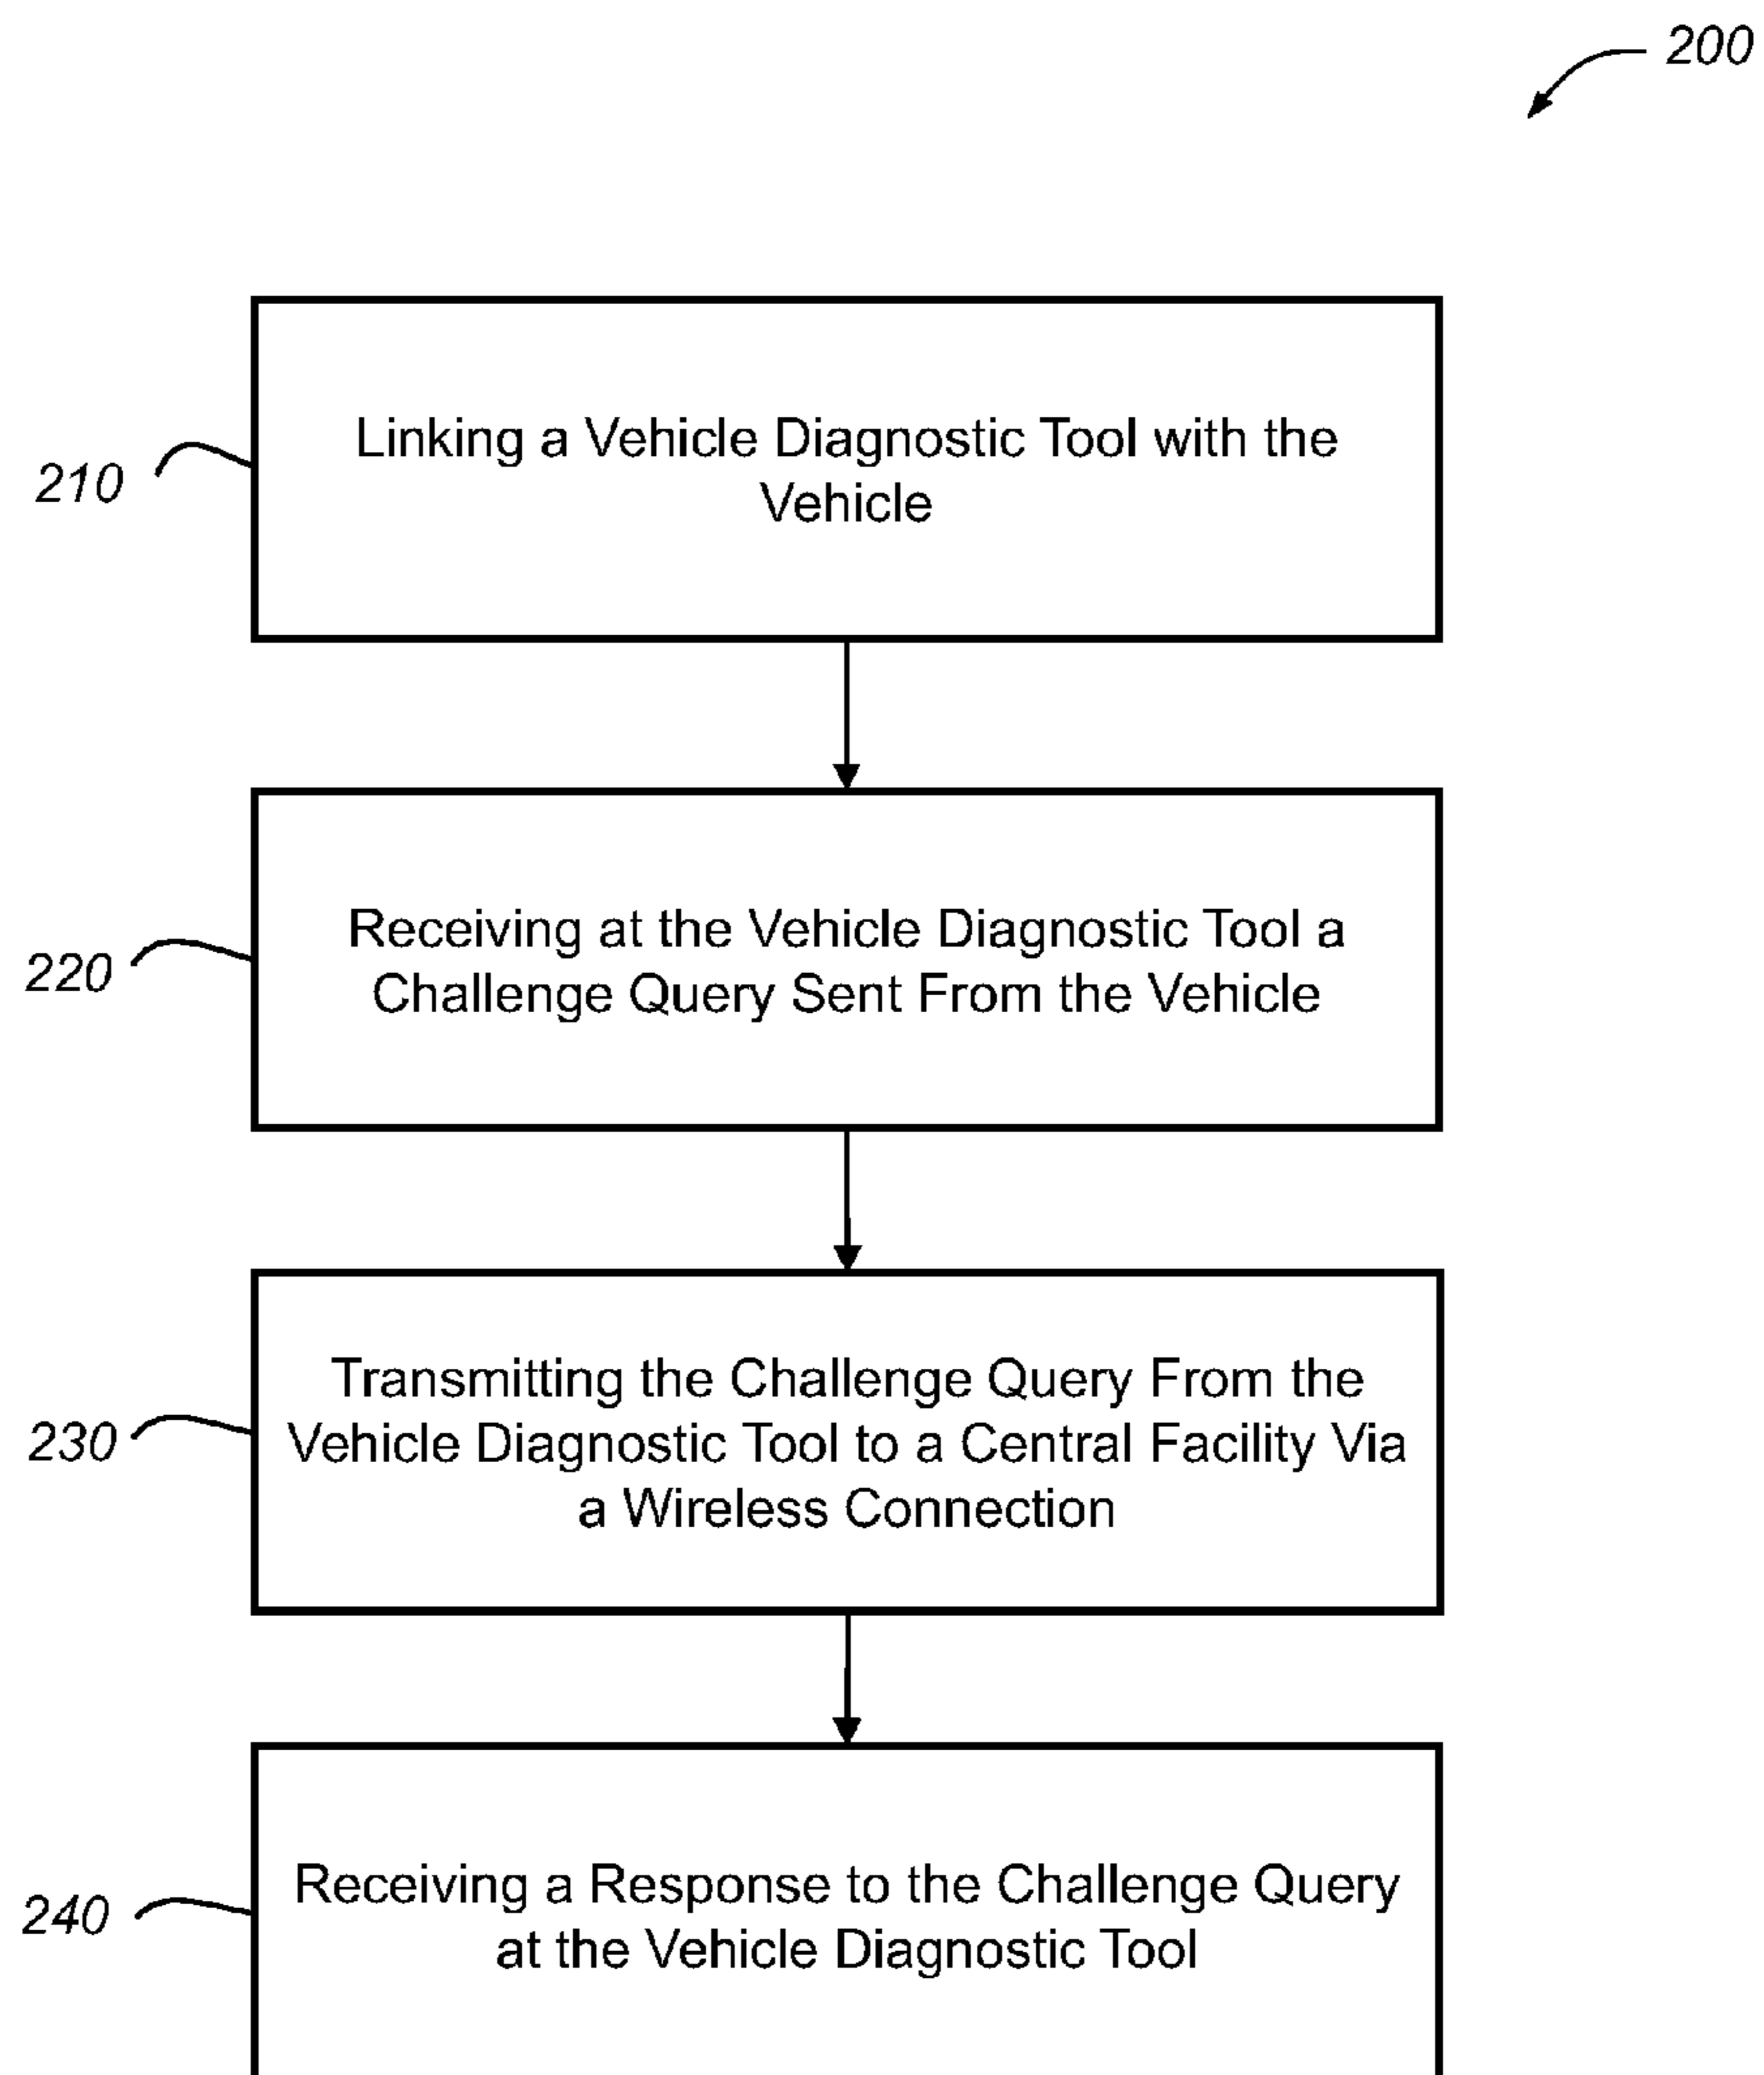 200
210
Linking a Vehicle Diagnostic Tool with the
Vehicle
220
Receiving at the Vehicle Diagnostic Tool a
Challenge Query Sent From the Vehicle
230
Transmitting the Challenge Query From the
Vehicle Diagnostic Tool to a Central Facility Via
a Wireless Connection
240
Receiving a Response to the Challenge Query
at the Vehicle Diagnostic Tool